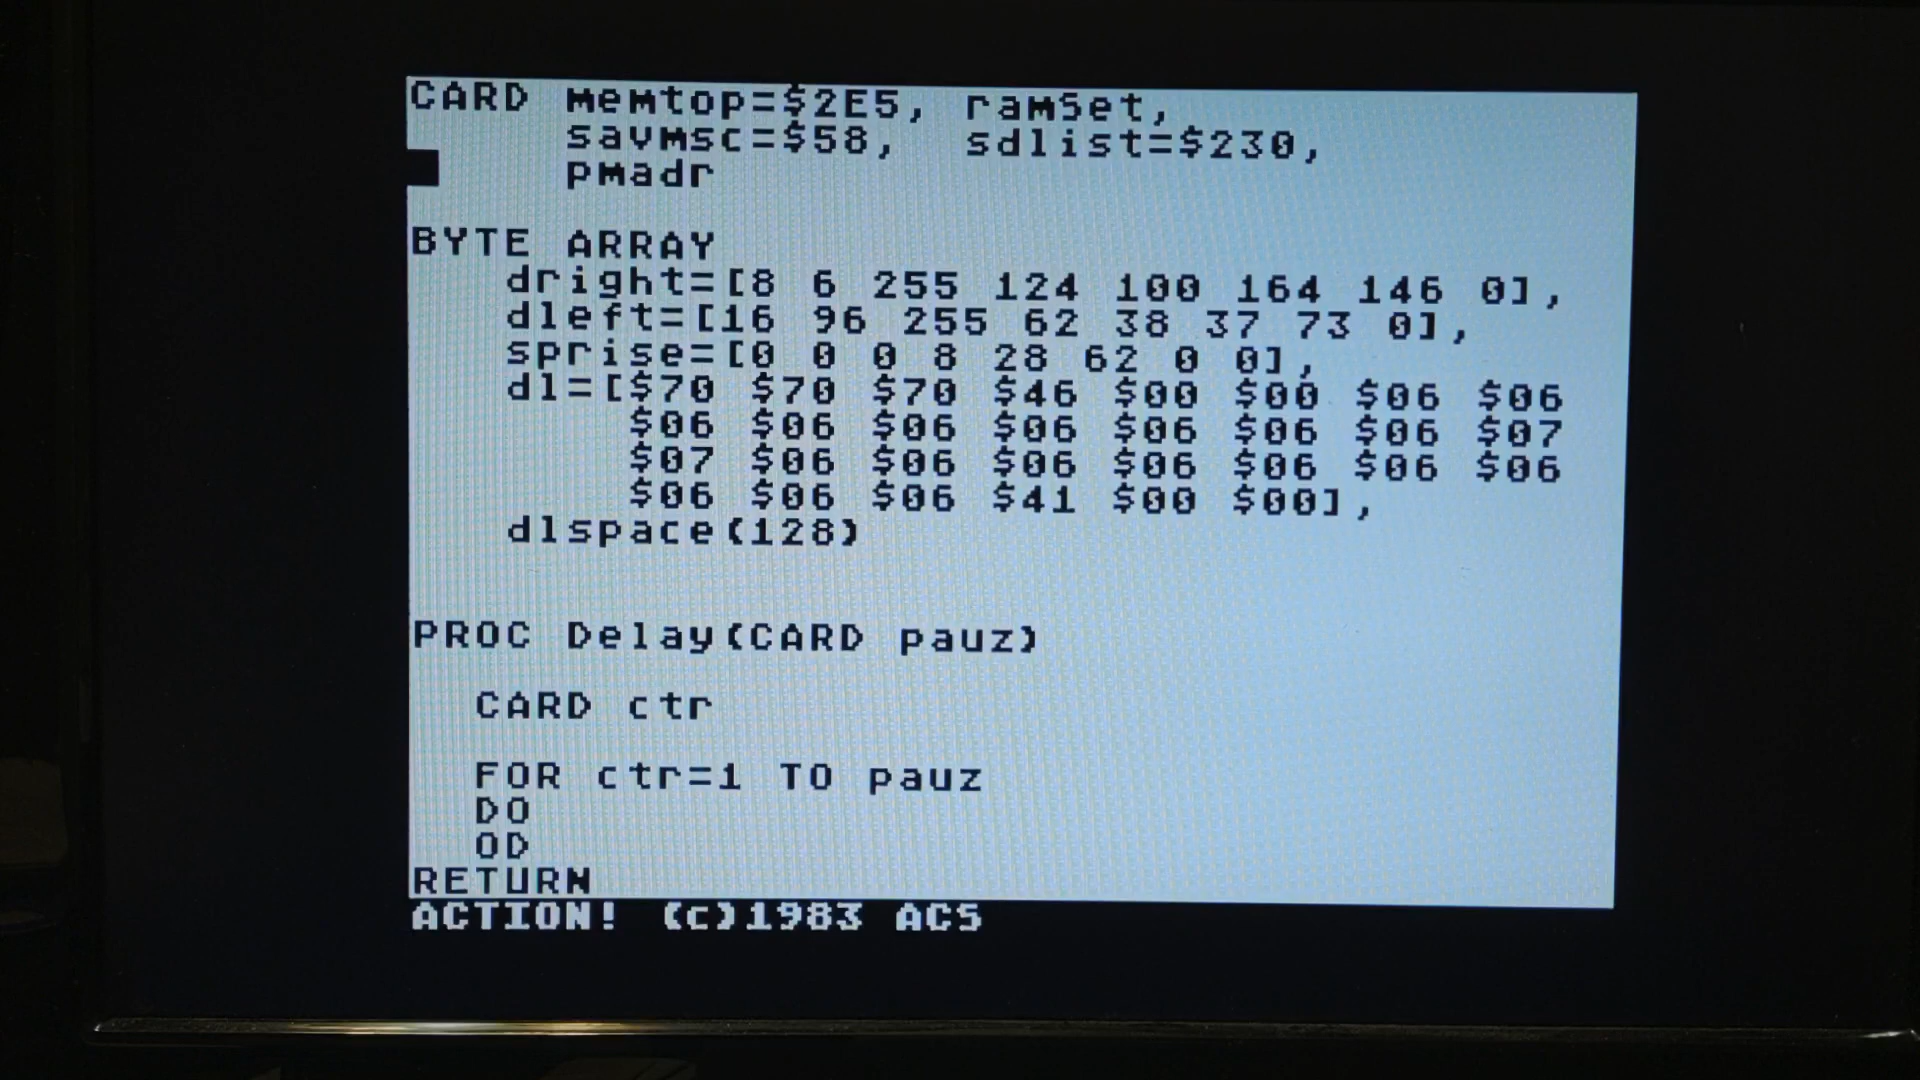 CARD memtop=$2E5, ramSet,
savmsc=$58, sdlist=$230,
pmadr
BYTE ARRAY
dright=[8 6 255 124 100 164 146 0],
dleft=[16 96 255 62 38 37 73 0],
sprise=[0 0 0 8 28 62 0 0],
dl=[$70 $70 $70 $46 $00 $00 $06 $06
$06 $06 $06 $06 $06 $06 $06 $07
$07 $06 $06 $06 $06 $06 $06 $06
$06 $06 $06 $41 $00 $00],
dlspace(128)
PROC Delay(CARD pauz)
CARD ctr
FOR ctr=1 TO pauz
DO
OD
RETURN
ACTION! (c)1983 ACS